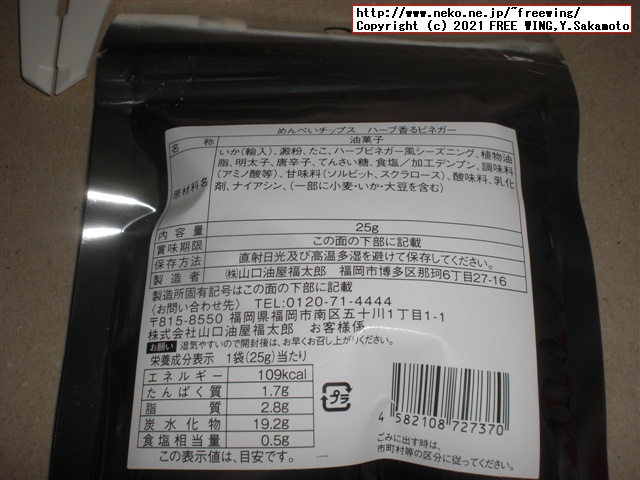 http://www.neko.ne.jp/~freewing/
Copyright (c) 2021 FREE WING,Y.Sakamoto
めんべいチップス ハーブ香るビネガー
名称 油菓子
原材料名 いか(輸入)、澱粉、たこ、ハーブビネガー風シーズニング、植物油
脂、明太子、唐辛子、てんさい糖、食塩/加工デンプン、調味料
(アミノ酸等)、甘味料(ソルビット、スクラロース)、酸味料、乳化
剤、ナイアシン、(一部に小麦・いか・大豆を含む)
内容量 25g
賞味期限 この面の下部に記載
保存方法 直射日光及び高温多湿を避けて保存してください。
製造者 ㈱山口油屋福太郎 福岡市博多区那珂6丁目27-16
製造所固有記号はこの面の下部に記載
〈お問い合わせ先〉 TEL:0120-71-4444
〒815-8550 福岡県福岡市南区五十川1丁目1-1
株式会社山口油屋福太郎 お客様係
お願い 湿気やすいので開封後は、お早くお召し上がりください。
栄養成分表示 1袋(25g)当たり
エネルギー 109kcal
たんぱく質 1.7g
脂質 2.8g
炭水化物 19.2g
食塩相当量 0.5g
この表示値は、目安です。
プラ
4 582108 727370
ごみに出す時は、
市町村等の区分に従ってください。